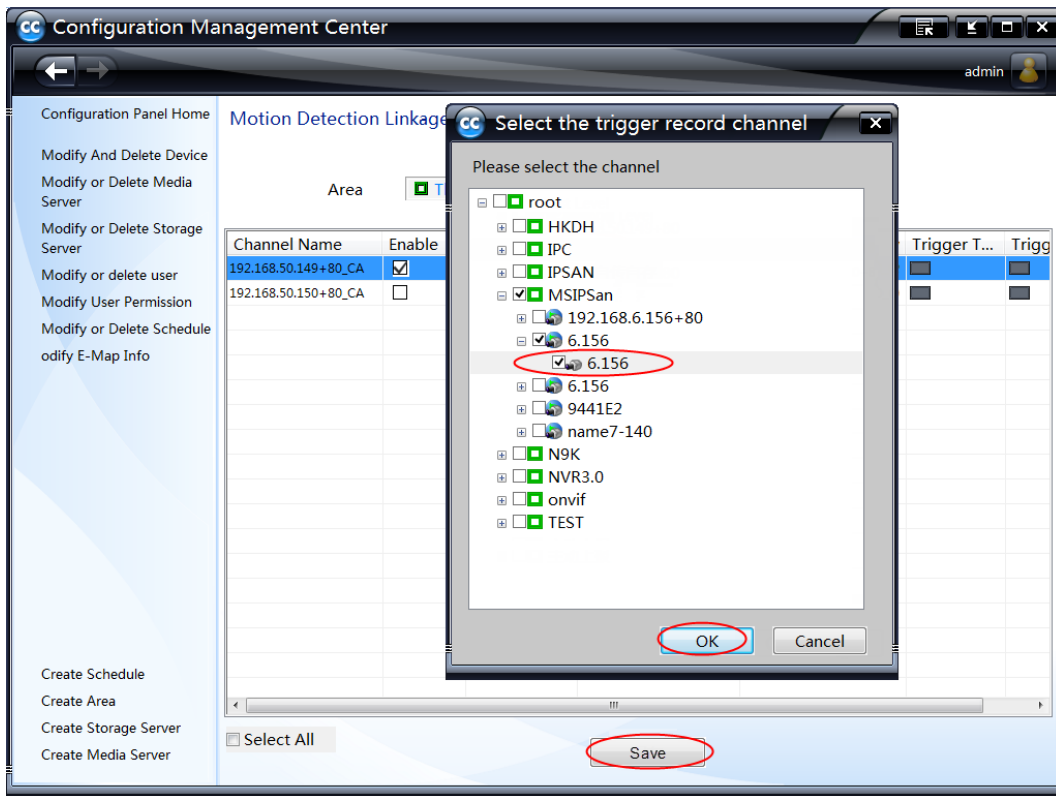 CC Configuration Management Center
admin
Configuration Panel Home
Modify And Delete Device
Modify or Delete Media
Server
Modify or Delete Storage
Server
Modify or delete user
Modify User Permission
Modify or Delete Schedule
odify E-Map Info
Create Schedule
Create Area
Create Storage Server
Create Media Server
Motion Detection Linkage
Area
Channel Name Enable Trigger T... Trigg
192.168.50.149+80_CA
192.168.50.150+80_CA
Select All
Save
CC Select the trigger record channel
Please select the channel
root
HKDH
IPC
IPSAN
MSIPSan
192.168.6.156+80
6.156
6.156
6.156
9441E2
name7-140
N9K
NVR3.0
onvif
TEST
OK Cancel